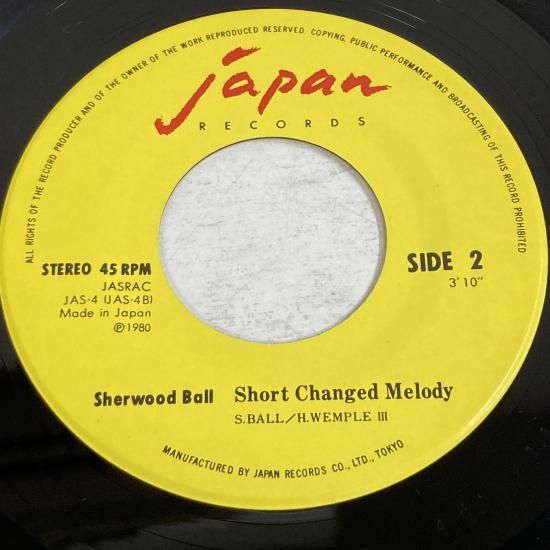 ALL RIGHTS OF THE RECORD PRODUCER AND OF THE OWNER OF THE WORK REPRODUCED RESERVED. COPYING, PUBLIC PERFORMANCE AND BROADCASTING OF THIS RECORD PROHIBITED
Japan
RECORDS
STEREO 45 RPM
JASRAC
JAS-4 (JAS-4B)
Made in Japan
℗1980
SIDE 2
3'10"
Sherwood Ball Short Changed Melody
S.BALL/H.WEMPLE III
MANUFACTURED BY JAPAN RECORDS CO., LTD., TOKYO